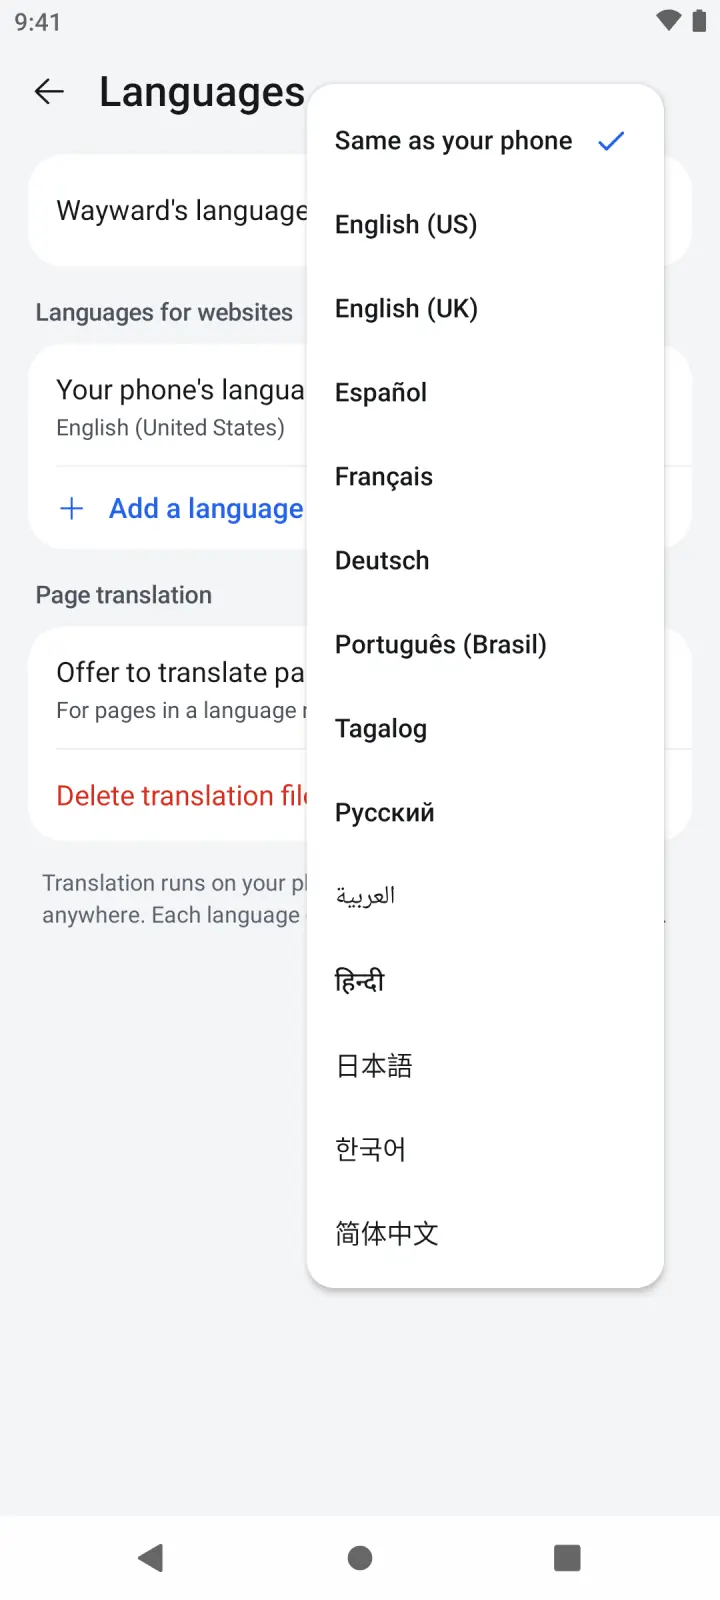 9:41
Languages
Wayward's language
Languages for websites
Your phone's langua
English (United States)
Add a language
Page translation
Offer to translate pa
For pages in a language
Delete translation
Translation runs on your
anywhere. Each language
Same as your phone
English (US)
English (UK)
Español
Français
Deutsch
Português (Brasil)
Tagalog
Русский
العربية
हिन्दी
日本語
한국어
简体中文